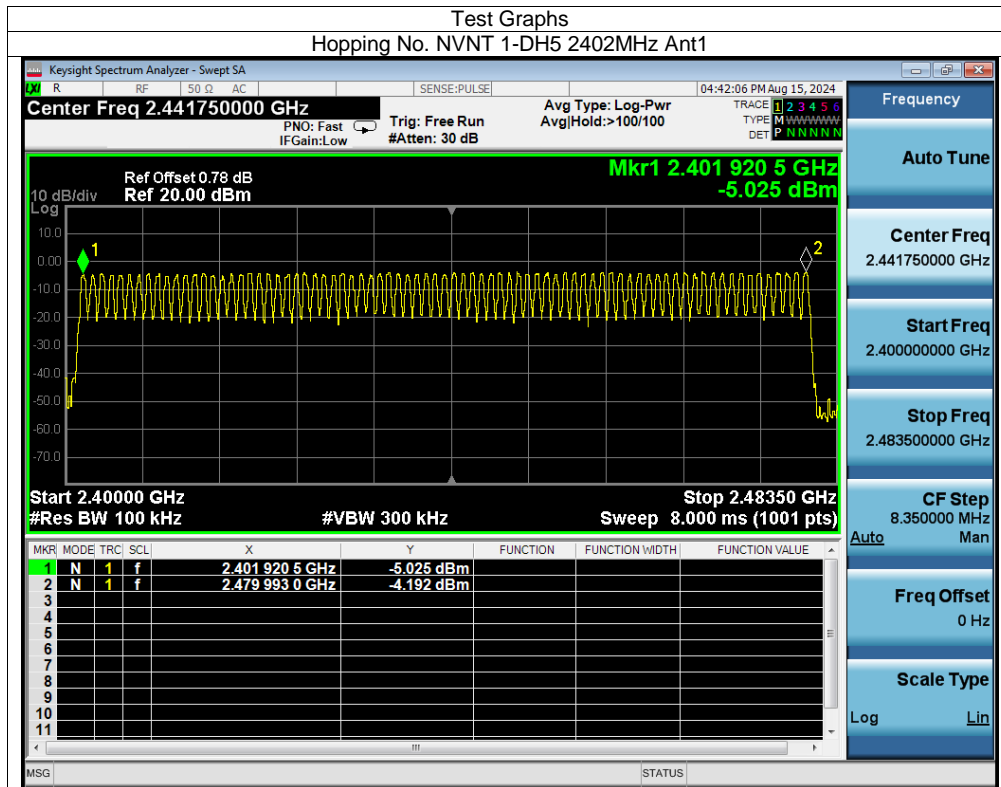 Test Graphs
Hopping No. NVNT 1-DH5 2402MHz Ant1
Keysight Spectrum Analyzer - Swept SA
LXI R RF 50 Ω AC SENSE:PULSE 04:42:06 PM Aug 15, 2024
Center Freq 2.441750000 GHz
PNO: Fast
IFGain:Low
Trig: Free Run
#Atten: 30 dB
Avg Type: Log-Pwr
Avg|Hold:>100/100
TRACE 1 2 3 4 5 6
TYPE M WWWWW
DET P N N N N N
Mkr1 2.401 920 5 GHz
-5.025 dBm
Ref Offset 0.78 dB
Ref 20.00 dBm
10 dB/div
Log
10.0
0.00
-10.0
-20.0
-30.0
-40.0
-50.0
-60.0
-70.0
1
2
Start 2.40000 GHz
Stop 2.48350 GHz
#Res BW 100 kHz
#VBW 300 kHz
Sweep 8.000 ms (1001 pts)
MKR MODE TRC SCL X Y FUNCTION FUNCTION WIDTH FUNCTION VALUE
1 N 1 f 2.401 920 5 GHz -5.025 dBm
2 N 1 f 2.479 993 0 GHz -4.192 dBm
3
4
5
6
7
8
9
10
11
MSG
STATUS
Frequency
Auto Tune
Center Freq
2.441750000 GHz
Start Freq
2.400000000 GHz
Stop Freq
2.483500000 GHz
CF Step
8.350000 MHz
Auto Man
Freq Offset
0 Hz
Scale Type
Log Lin